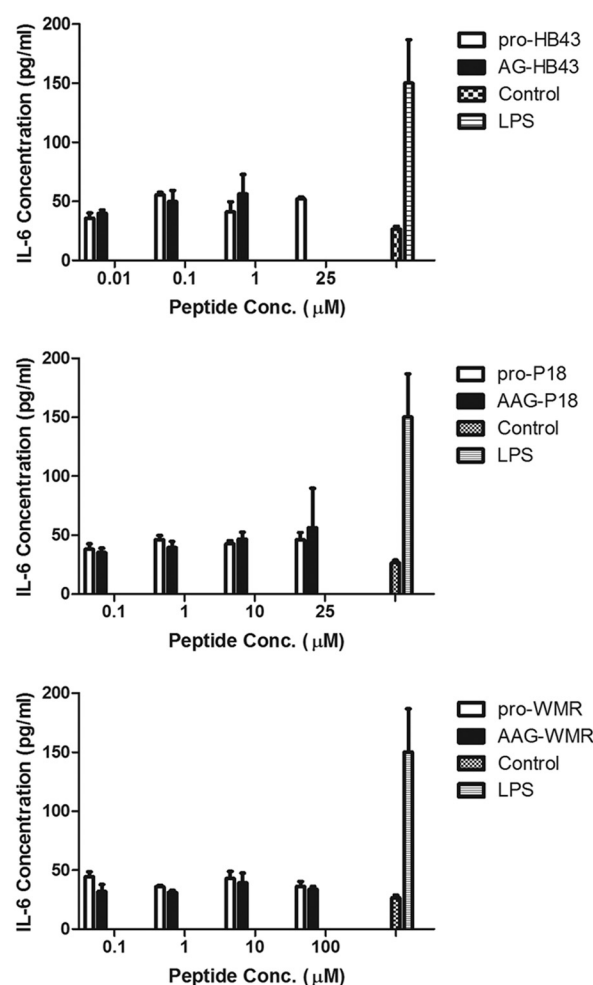 200
150
100
50
0
IL-6 Concentration (pg/ml)
0.01 0.1 1 25
Peptide Conc. (μM)
pro-HB43
AG-HB43
Control
LPS
200
150
100
50
0
IL-6 Concentration (pg/ml)
0.1 1 10 25
Peptide Conc. (μM)
pro-P18
AAG-P18
Control
LPS
200
150
100
50
0
IL-6 Concentration (pg/ml)
0.1 1 10 100
Peptide Conc. (μM)
pro-WMR
AAG-WMR
Control
LPS